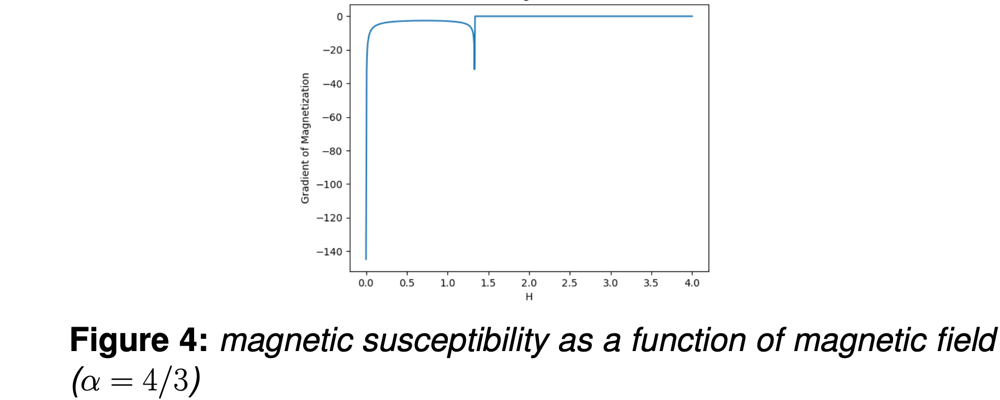 0
−20
−40
−60
−80
−100
−120
−140
Gradient of Magnetization
0.0 0.5 1.0 1.5 2.0 2.5 3.0 3.5 4.0
H
Figure 4: magnetic susceptibility as a function of magnetic field
(α = 4/3)